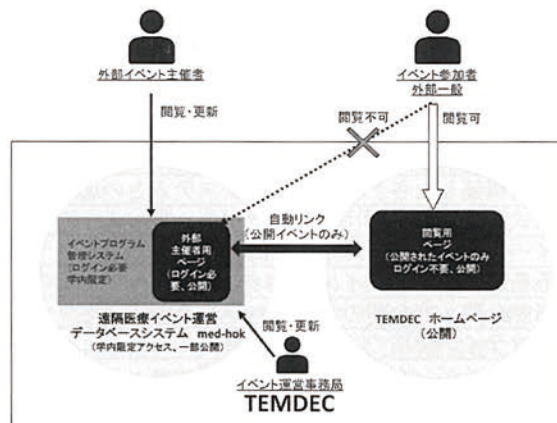 外部イベント主催者
イベント参加者
外部一般
閲覧・更新
閲覧不可
閲覧可
自動リンク
(公開イベントのみ)
イベントプログラム
管理システム
(ログイン必要
学内限定)
外部
主催者用
ページ
(ログイン必
要、公開)
閲覧用
ページ
(公開されたイベントのみ
ログイン不要、公開)
遠隔医療イベント運営
データベースシステム med-hok
(学内限定アクセス、一部公開)
TEMDEC ホームページ
(公開)
閲覧・更新
イベント運営事務局
TEMDEC